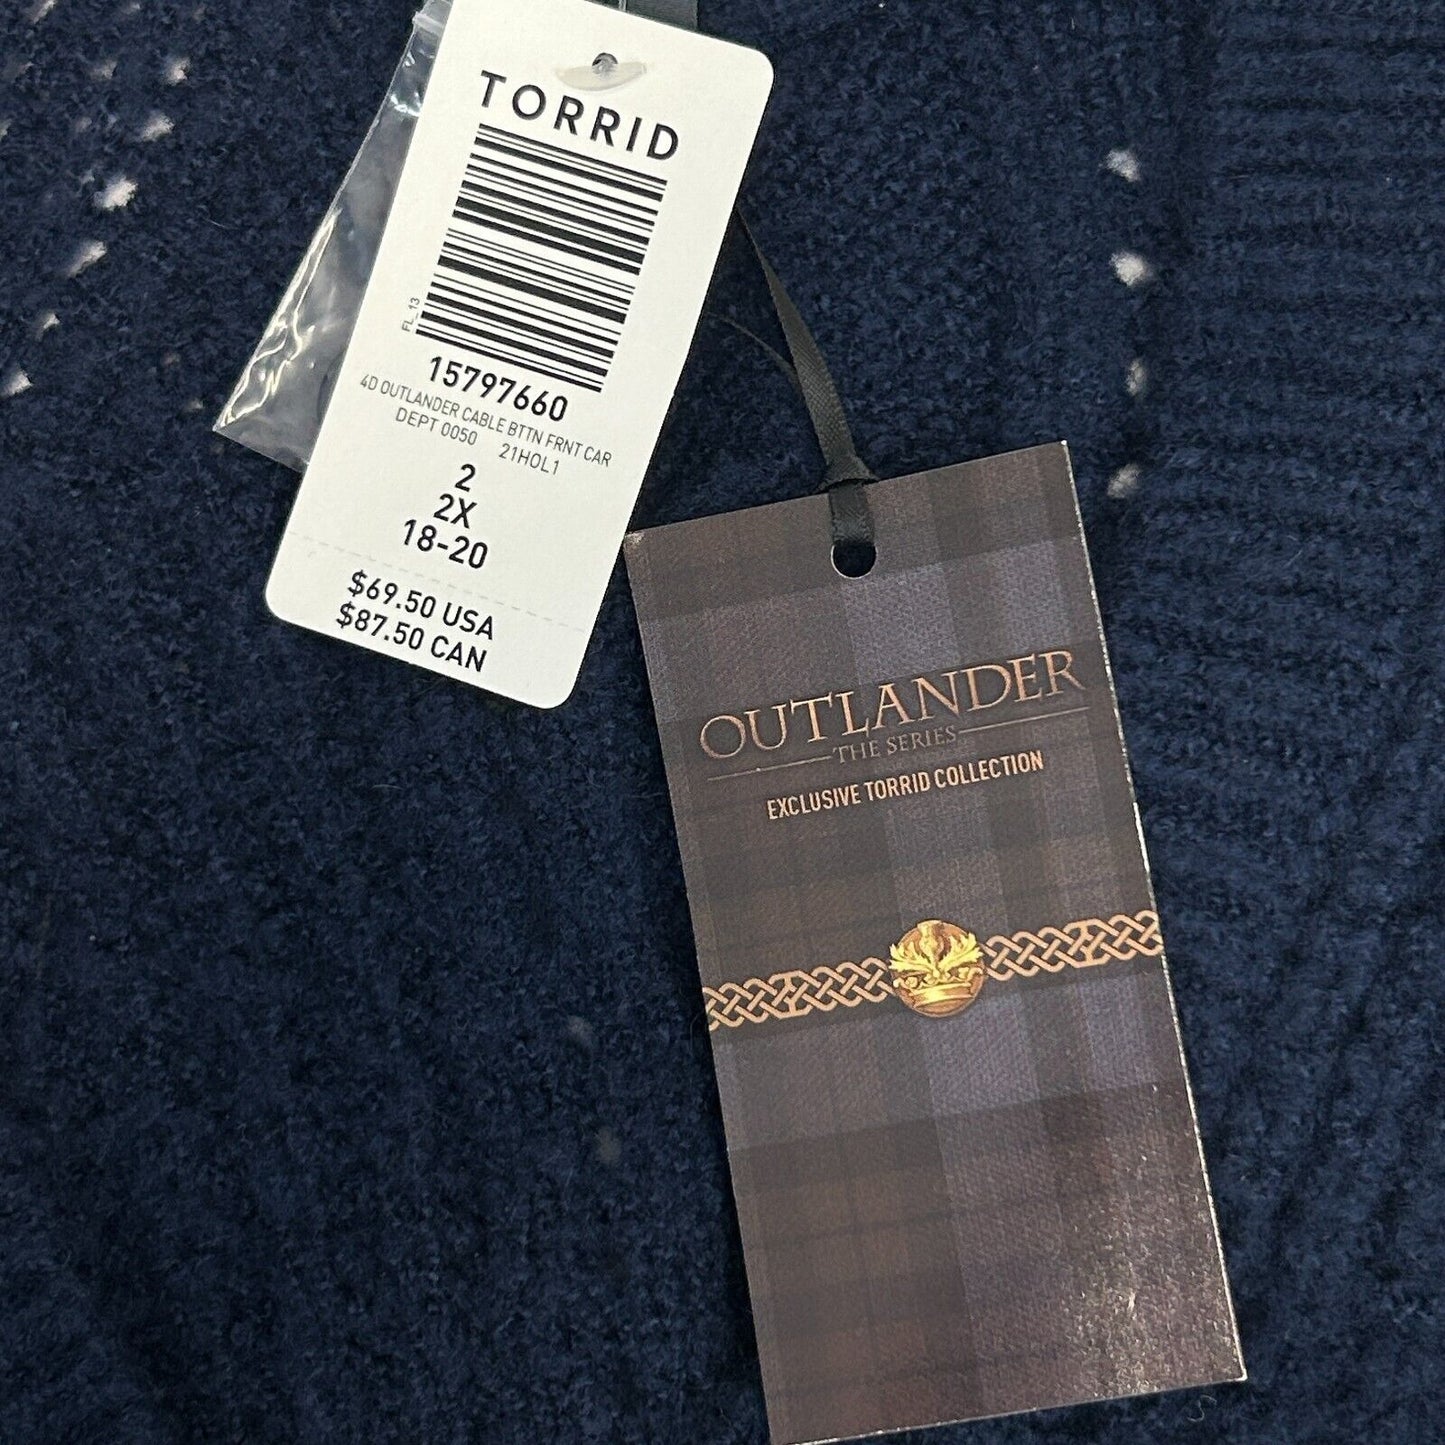 TORRID
FL_13
15797660
4D OUTLANDER CABLE BTTN FRNT CAR
DEPT 0050 21HOL1
2
2X
18-20
$69.50 USA
$87.50 CAN
OUTLANDER
THE SERIES
EXCLUSIVE TORRID COLLECTION